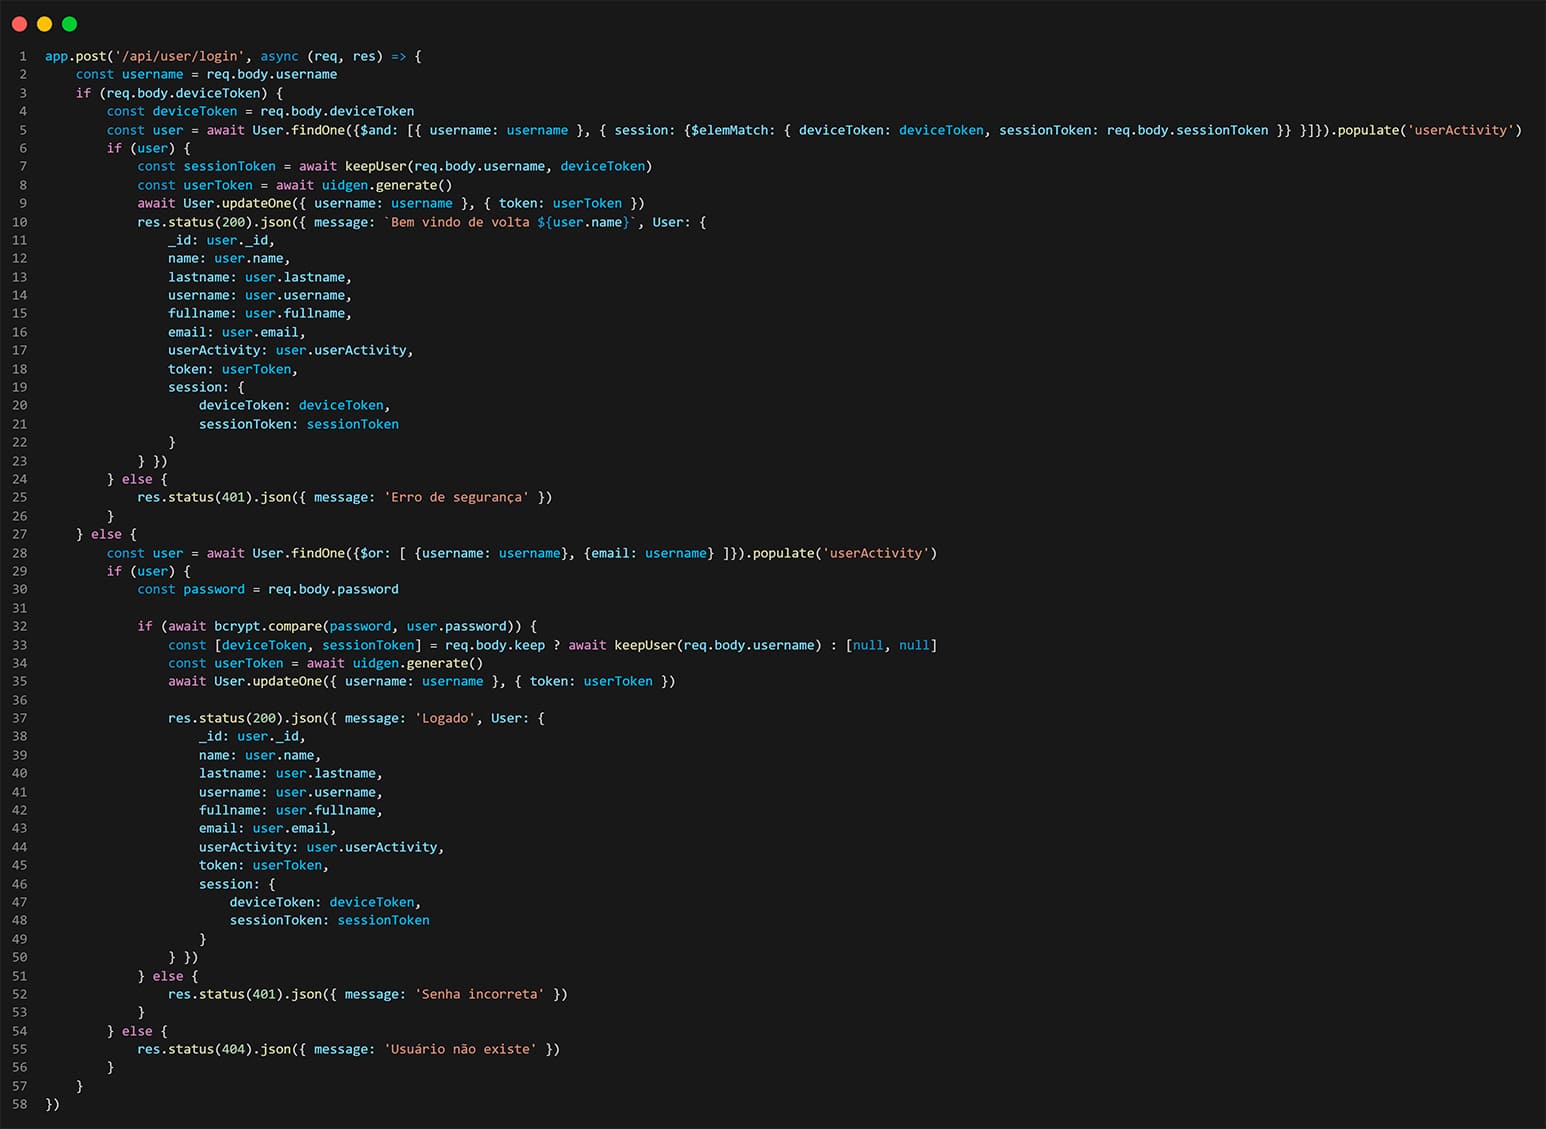 1 app.post('/api/user/login', async (req, res) => {
2     const username = req.body.username
3     if (req.body.deviceToken) {
4         const deviceToken = req.body.deviceToken
5         const user = await User.findOne({$and: [{ username: username }, { session: {$elemMatch: { deviceToken: deviceToken, sessionToken: req.body.sessionToken }} }]}).populate('userActivity')
6         if (user) {
7             const sessionToken = await keepUser(req.body.username, deviceToken)
8             const userToken = await uidgen.generate()
9             await User.updateOne({ username: username }, { token: userToken })
10             res.status(200).json({ message: `Bem vindo de volta ${user.name}`, User: {
11                 _id: user._id,
12                 name: user.name,
13                 lastname: user.lastname,
14                 username: user.username,
15                 fullname: user.fullname,
16                 email: user.email,
17                 userActivity: user.userActivity,
18                 token: userToken,
19                 session: {
20                     deviceToken: deviceToken,
21                     sessionToken: sessionToken
22                 }
23             } })
24         } else {
25             res.status(401).json({ message: 'Erro de segurança' })
26         }
27     } else {
28         const user = await User.findOne({$or: [ {username: username}, {email: username} ]}).populate('userActivity')
29         if (user) {
30             const password = req.body.password
31
32             if (await bcrypt.compare(password, user.password)) {
33                 const [deviceToken, sessionToken] = req.body.keep ? await keepUser(req.body.username) : [null, null]
34                 const userToken = await uidgen.generate()
35                 await User.updateOne({ username: username }, { token: userToken })
36
37                 res.status(200).json({ message: 'Logado', User: {
38                     _id: user._id,
39                     name: user.name,
40                     lastname: user.lastname,
41                     username: user.username,
42                     fullname: user.fullname,
43                     email: user.email,
44                     userActivity: user.userActivity,
45                     token: userToken,
46                     session: {
47                         deviceToken: deviceToken,
48                         sessionToken: sessionToken
49                     }
50                 } })
51             } else {
52                 res.status(401).json({ message: 'Senha incorreta' })
53             }
54         } else {
55             res.status(404).json({ message: 'Usuário não existe' })
56         }
57     }
58 })